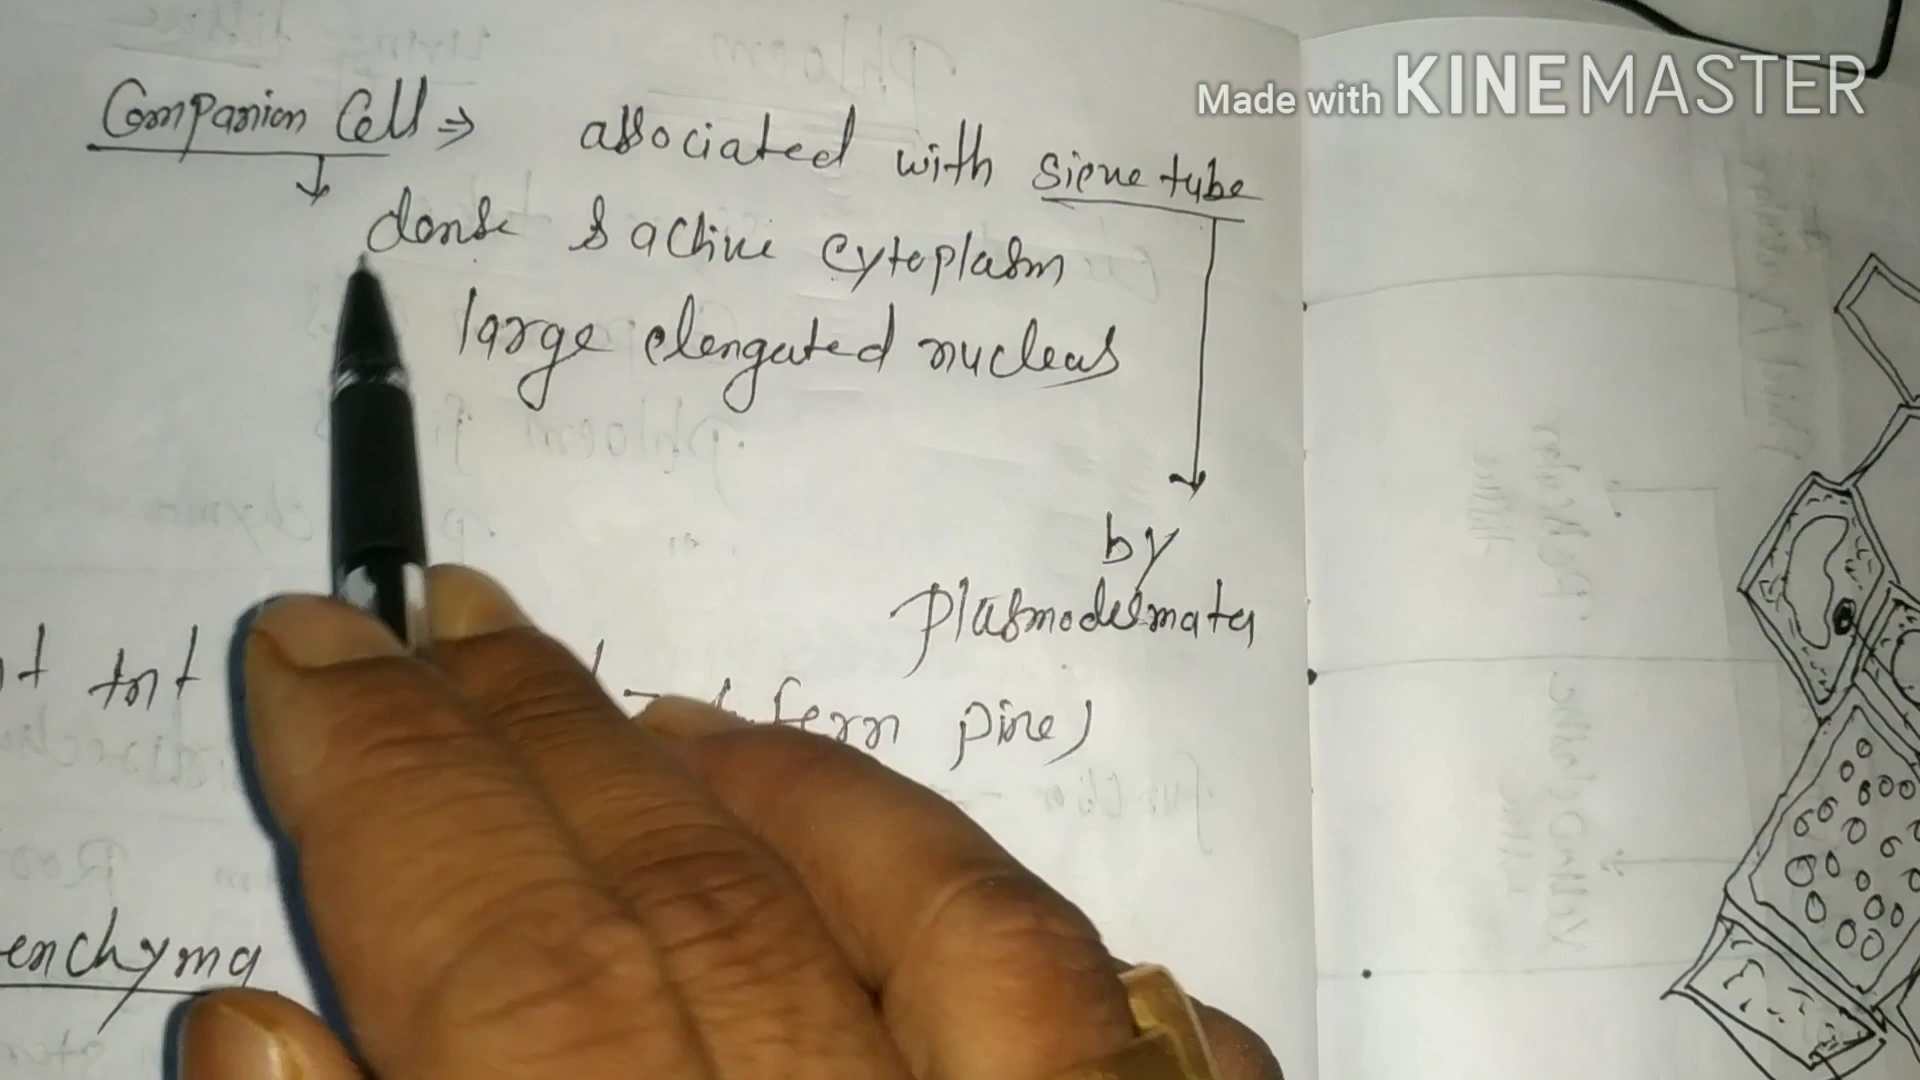 Made with KINEMASTER
Companion Cell ⇒ associated with sieve tube
dense & active cytoplasm
large elongated nucleus
by
plasmodesmata
fern pine)
enchyma